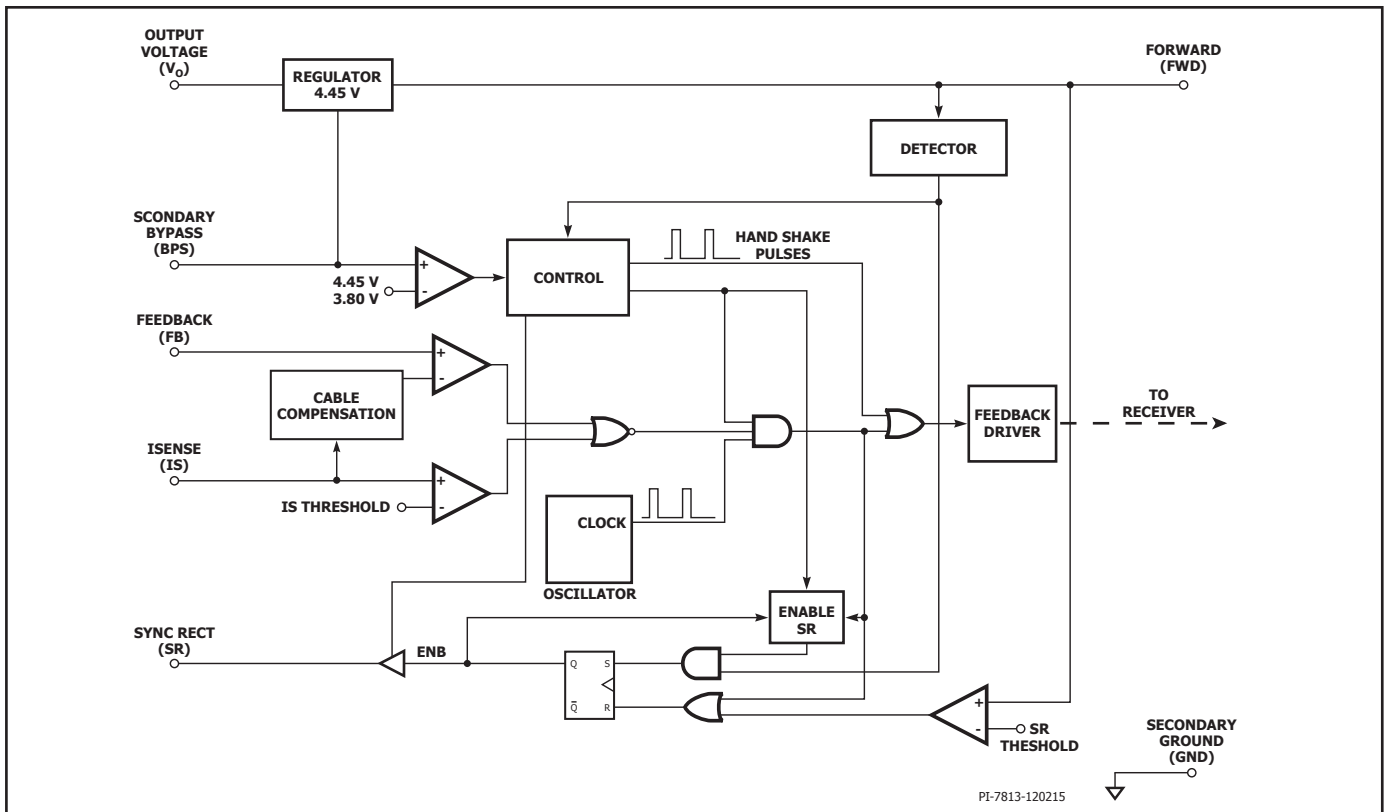 OUTPUT
VOLTAGE
(VO)
REGULATOR
4.45 V
FORWARD
(FWD)
DETECTOR
SCONDARY
BYPASS
(BPS)
+
-
4.45 V
3.80 V
CONTROL
HAND SHAKE
PULSES
FEEDBACK
(FB)
+
-
CABLE
COMPENSATION
FEEDBACK
DRIVER
TO
RECEIVER
ISENSE
(IS)
+
-
IS THRESHOLD
CLOCK
OSCILLATOR
ENABLE
SR
SYNC RECT
(SR)
ENB
Q
S
Q̅
R
+
-
SR
THESHOLD
SECONDARY
GROUND
(GND)
PI-7813-120215